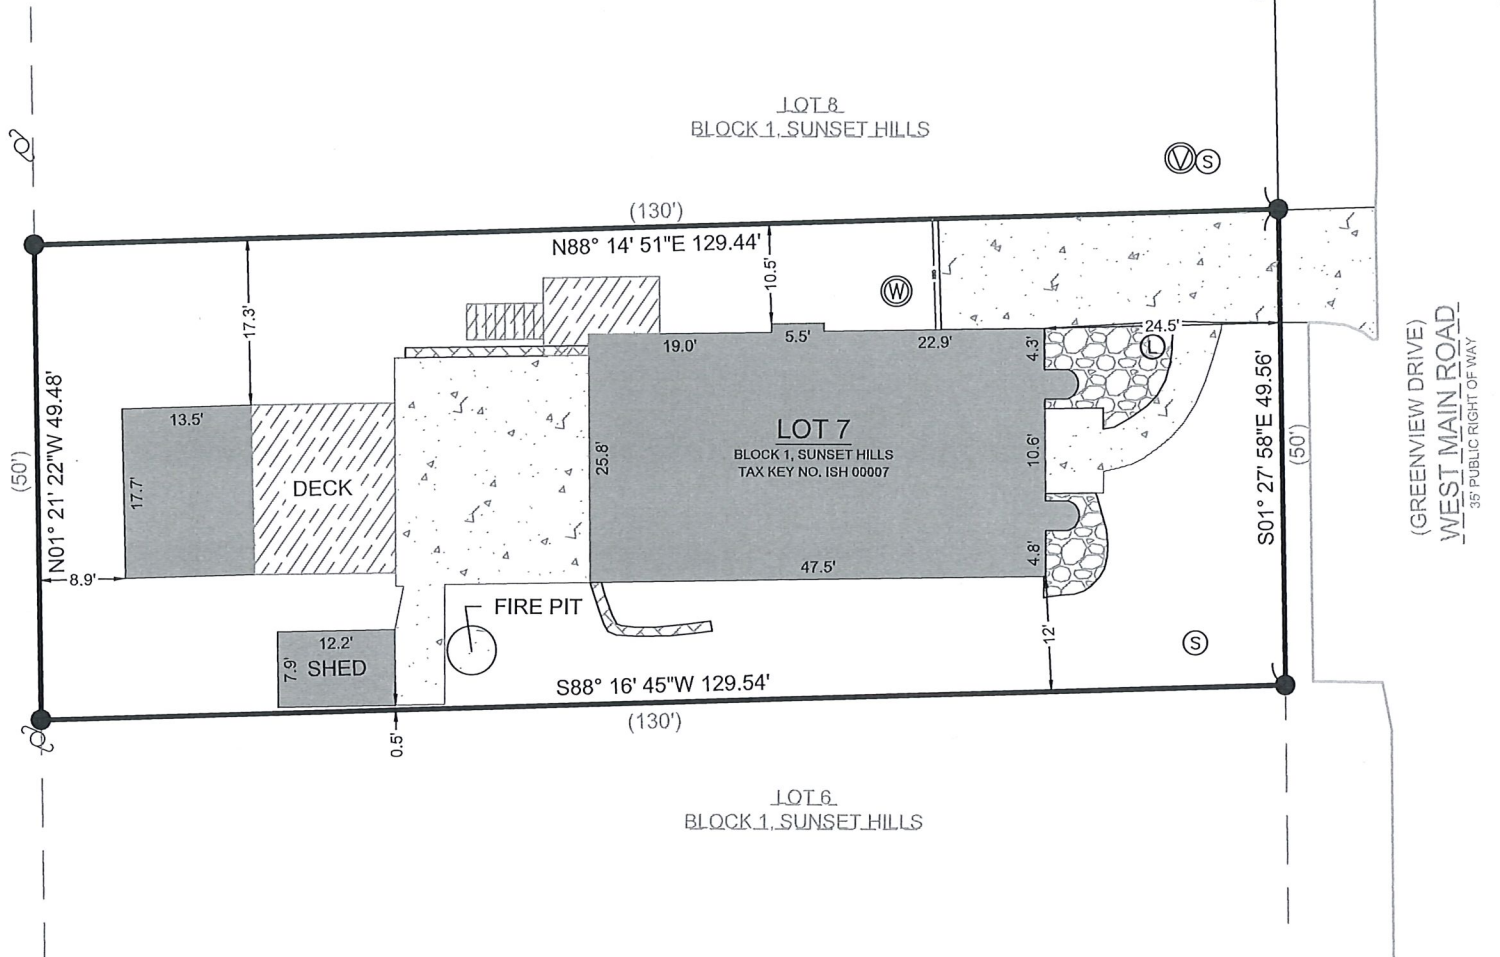 LOT 8
BLOCK 1, SUNSET HILLS
V
S
(130')
N88° 14' 51"E 129.44'
10.5'
W
17.3'
24.5'
L
19.0'
5.5'
22.9'
4.3'
13.5'
17.7'
DECK
25.8'
LOT 7
BLOCK 1, SUNSET HILLS
TAX KEY NO. ISH 00007
10.6'
(50')
N01° 21' 22"W 49.48'
S01° 27' 58"E 49.56'
(50')
(GREENVIEW DRIVE)
WEST MAIN ROAD
35' PUBLIC RIGHT OF WAY
8.9'
4.8'
47.5'
FIRE PIT
12.2'
7.9'
SHED
12'
S
S88° 16' 45"W 129.54'
(130')
0.5'
LOT 6
BLOCK 1, SUNSET HILLS